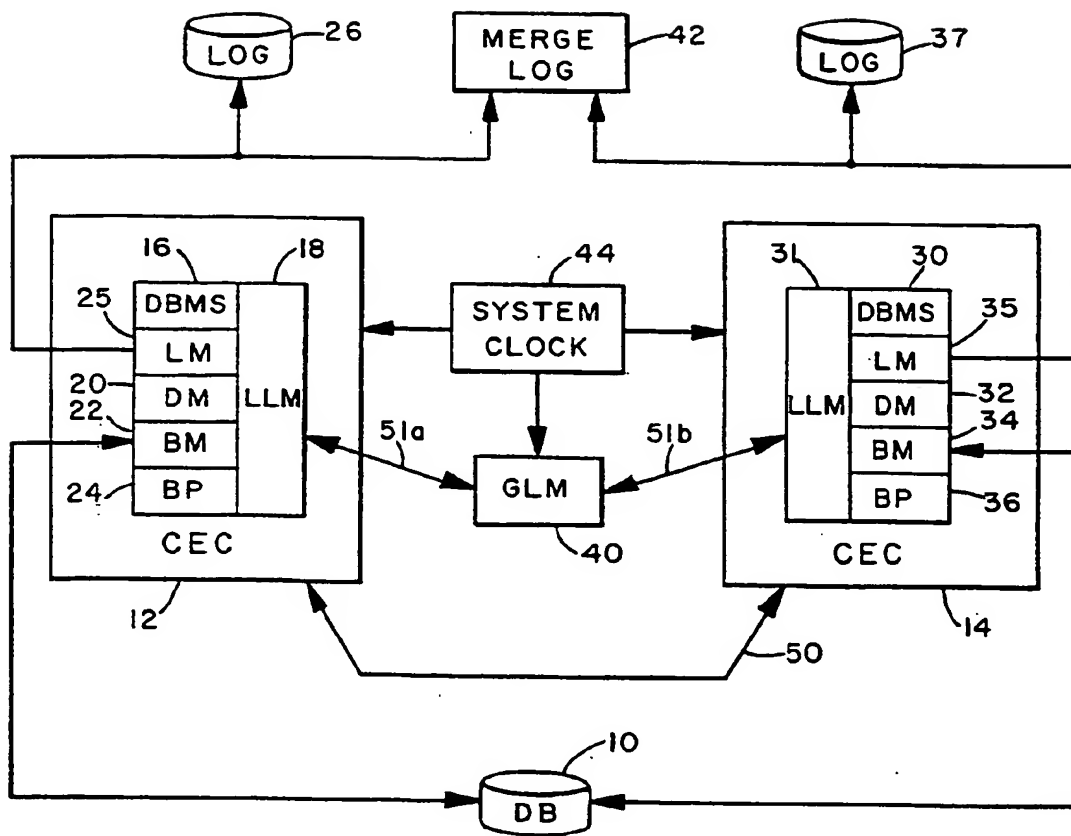 26
LOG
MERGE
LOG
42
37
LOG
16
18
44
31
30
25
DBMS
LM
20
DM
22
BM
24
BP
LLM
CEC
12
SYSTEM
CLOCK
51a
51b
GLM
40
LLM
DBMS
35
LM
DM
32
34
BM
BP
36
CEC
14
50
10
DB